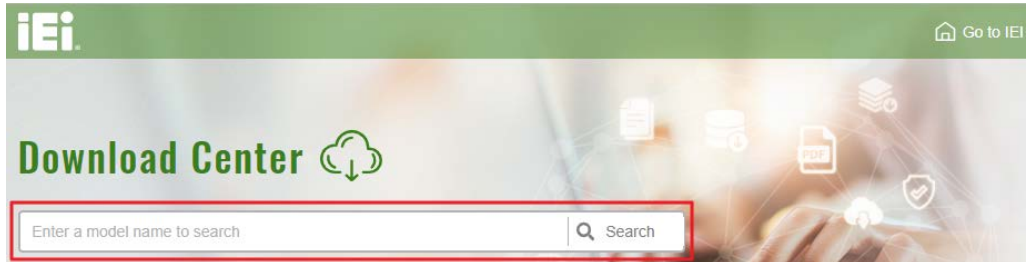 iEi.
Go to IEI
Download Center
Enter a model name to search
Search
PDF